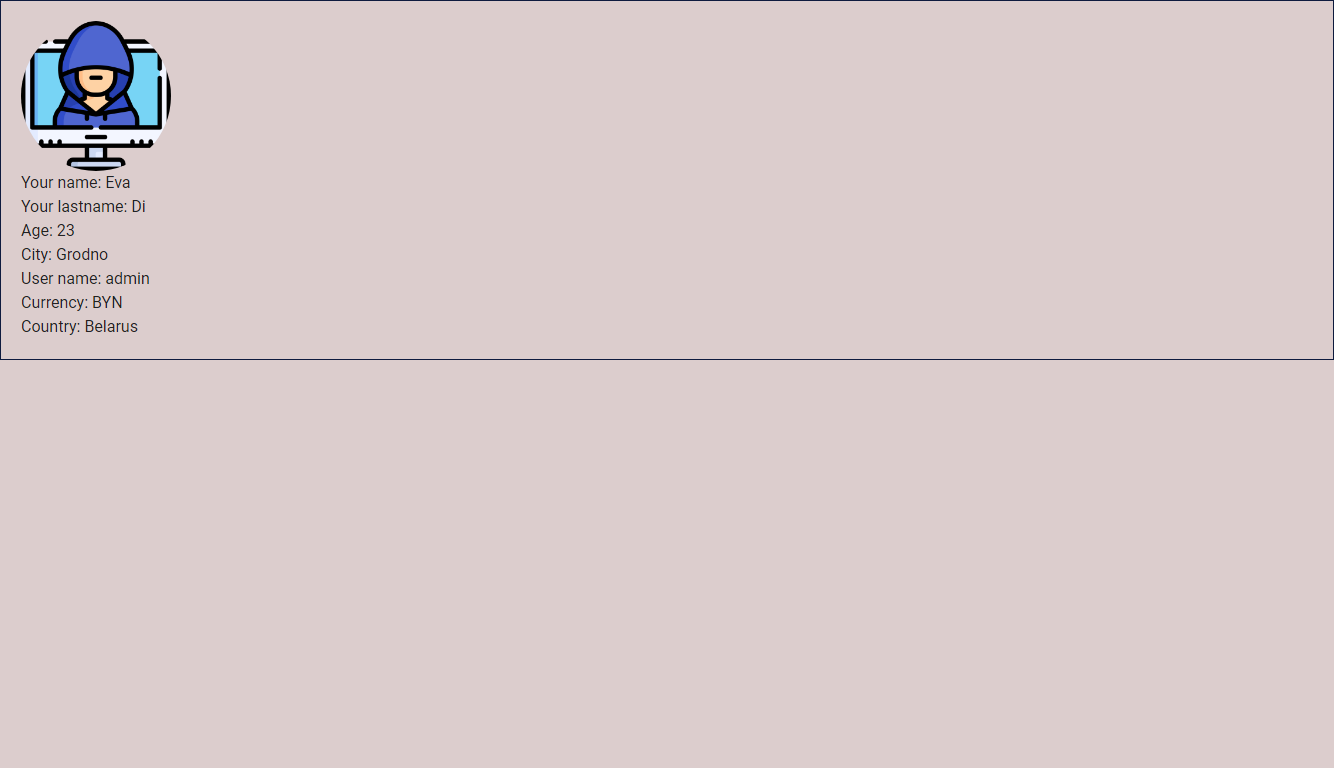 Your name: Eva
Your lastname: Di
Age: 23
City: Grodno
User name: admin
Currency: BYN
Country: Belarus